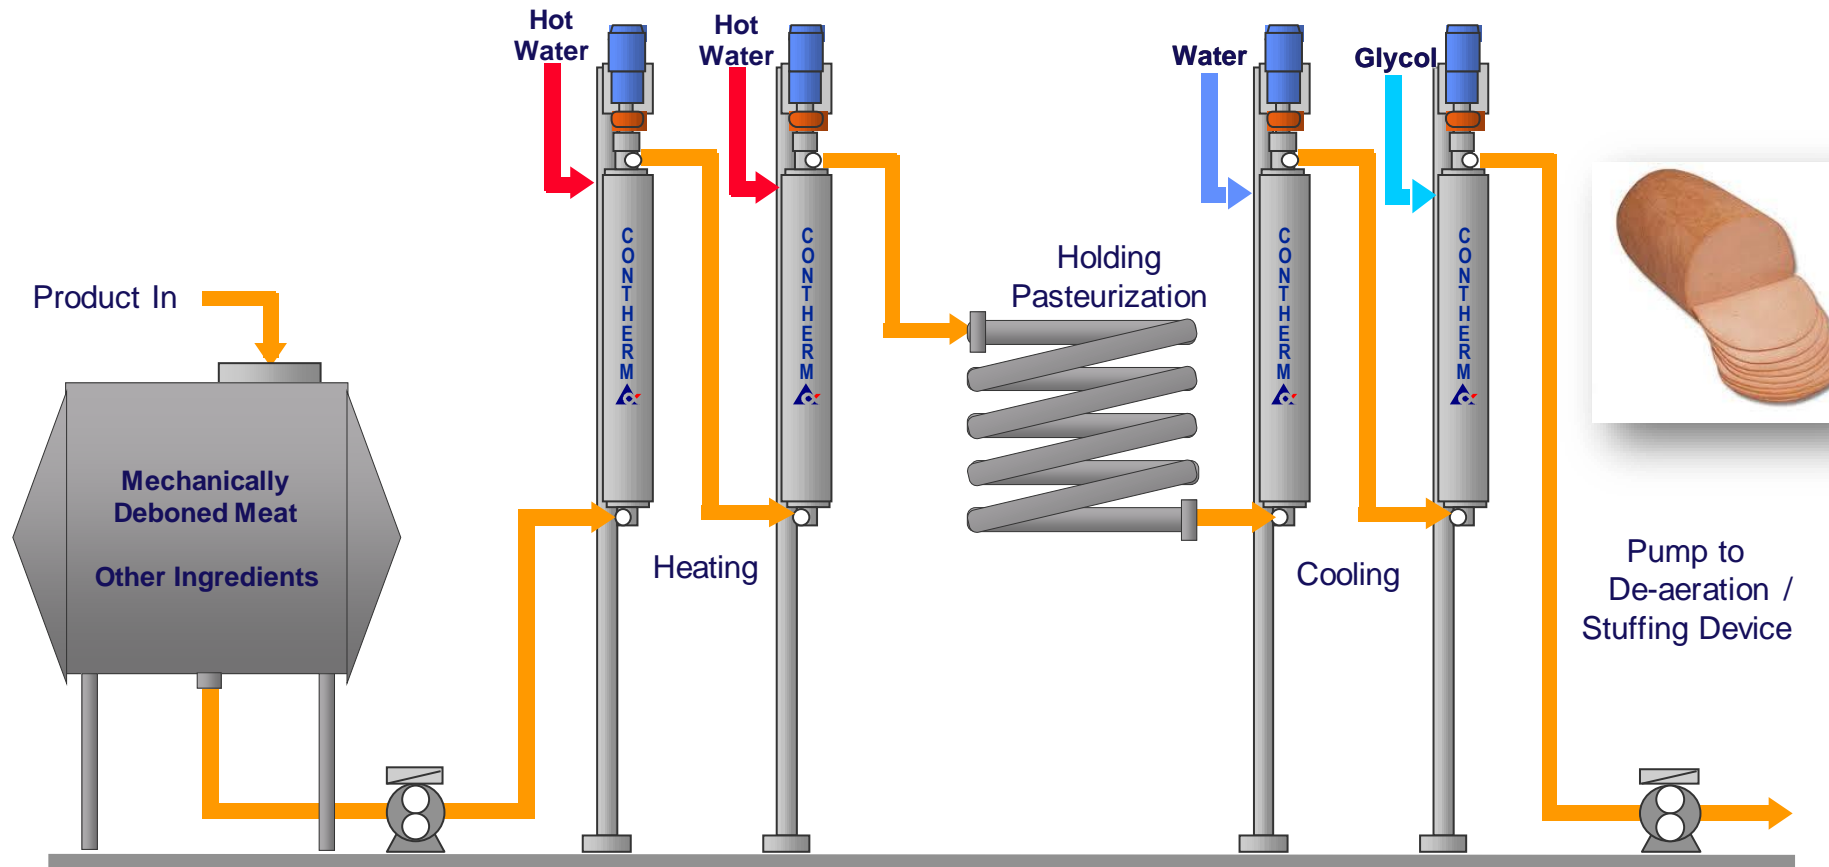 Hot
Water
Hot
Water
Water
Glycol
Product In
Mechanically
Deboned Meat
Other Ingredients
CONTHERM
Heating
CONTHERM
Holding
Pasteurization
CONTHERM
Cooling
CONTHERM
Pump to
De-aeration /
Stuffing Device